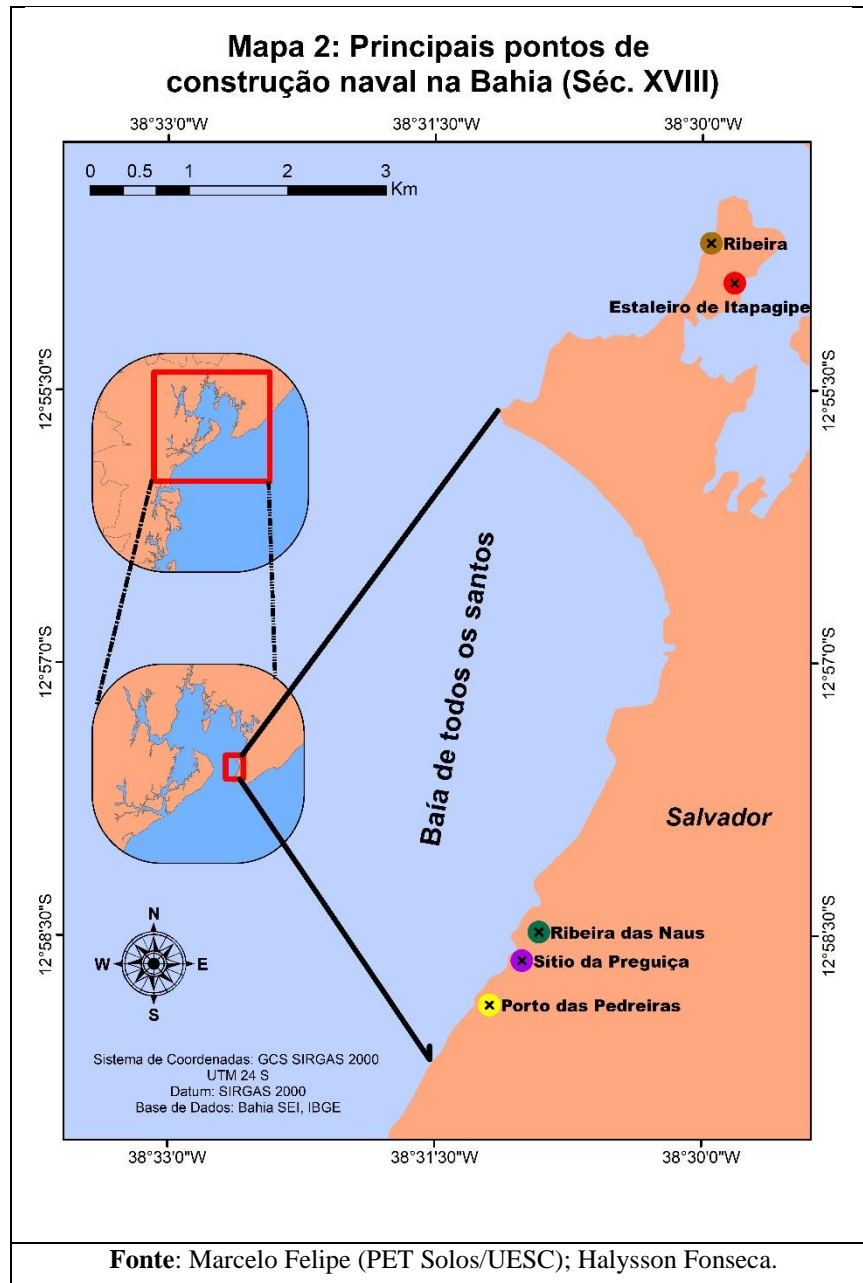 Mapa 2: Principais pontos de
construção naval na Bahia (Séc. XVIII)
38°33'0"W 38°31'30"W 38°30'0"W
0 0.5 1 2 3
Km
Ribeira
Estaleiro de Itapagipe
12°55'30"S 12°55'30"S
Baía de todos os santos
12°57'0"S 12°57'0"S
Salvador
12°58'30"S 12°58'30"S
Ribeira das Naus
Sítio da Preguiça
Porto das Pedreiras
N
W E
S
Sistema de Coordenadas: GCS SIRGAS 2000
UTM 24 S
Datum: SIRGAS 2000
Base de Dados: Bahia SEI, IBGE
38°33'0"W 38°31'30"W 38°30'0"W
Fonte: Marcelo Felipe (PET Solos/UESC); Halysson Fonseca.